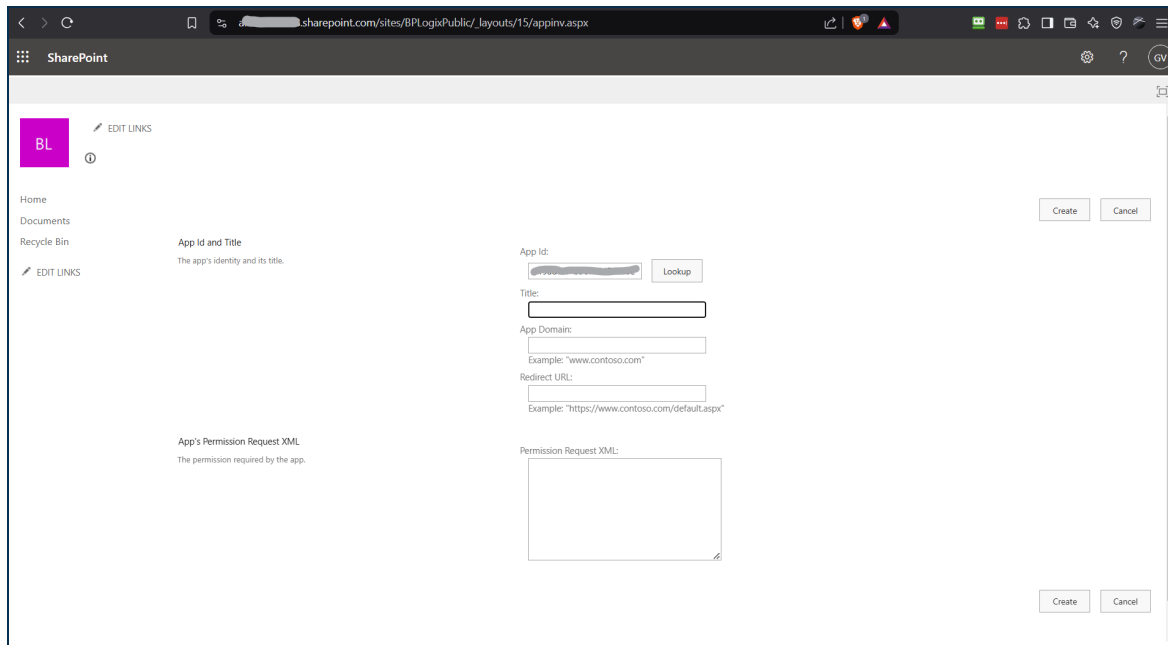 .sharepoint.com/sites/BPLogixPublic/_layouts/15/appinv.aspx
SharePoint
GV
BL
EDIT LINKS
Home
Documents
Recycle Bin
EDIT LINKS
Create Cancel
App Id and Title
The app's identity and its title.
App Id:
Lookup
Title:
App Domain:
Example: "www.contoso.com"
Redirect URL:
Example: "https://www.contoso.com/default.aspx"
App's Permission Request XML
The permission required by the app.
Permission Request XML:
Create Cancel